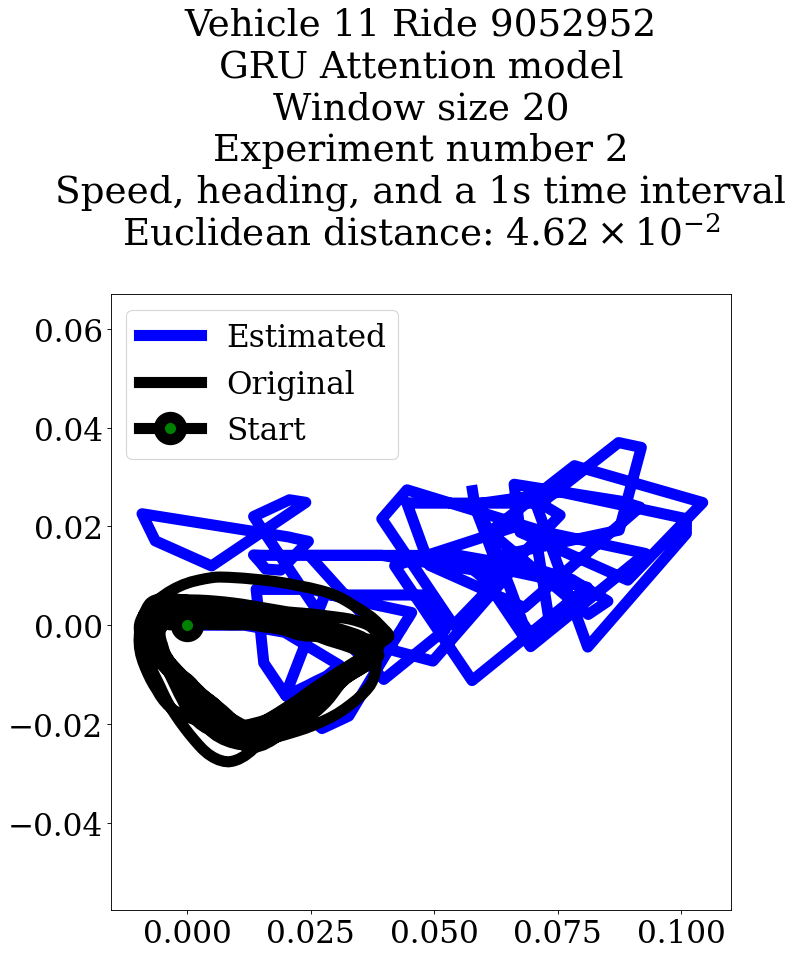 Vehicle 11 Ride 9052952
GRU Attention model
Window size 20
Experiment number 2
Speed, heading, and a 1s time interval
Euclidean distance: 4.62 × 10⁻²
Estimated
Original
Start
0.06
0.04
0.02
0.00
−0.02
−0.04
0.000 0.025 0.050 0.075 0.100